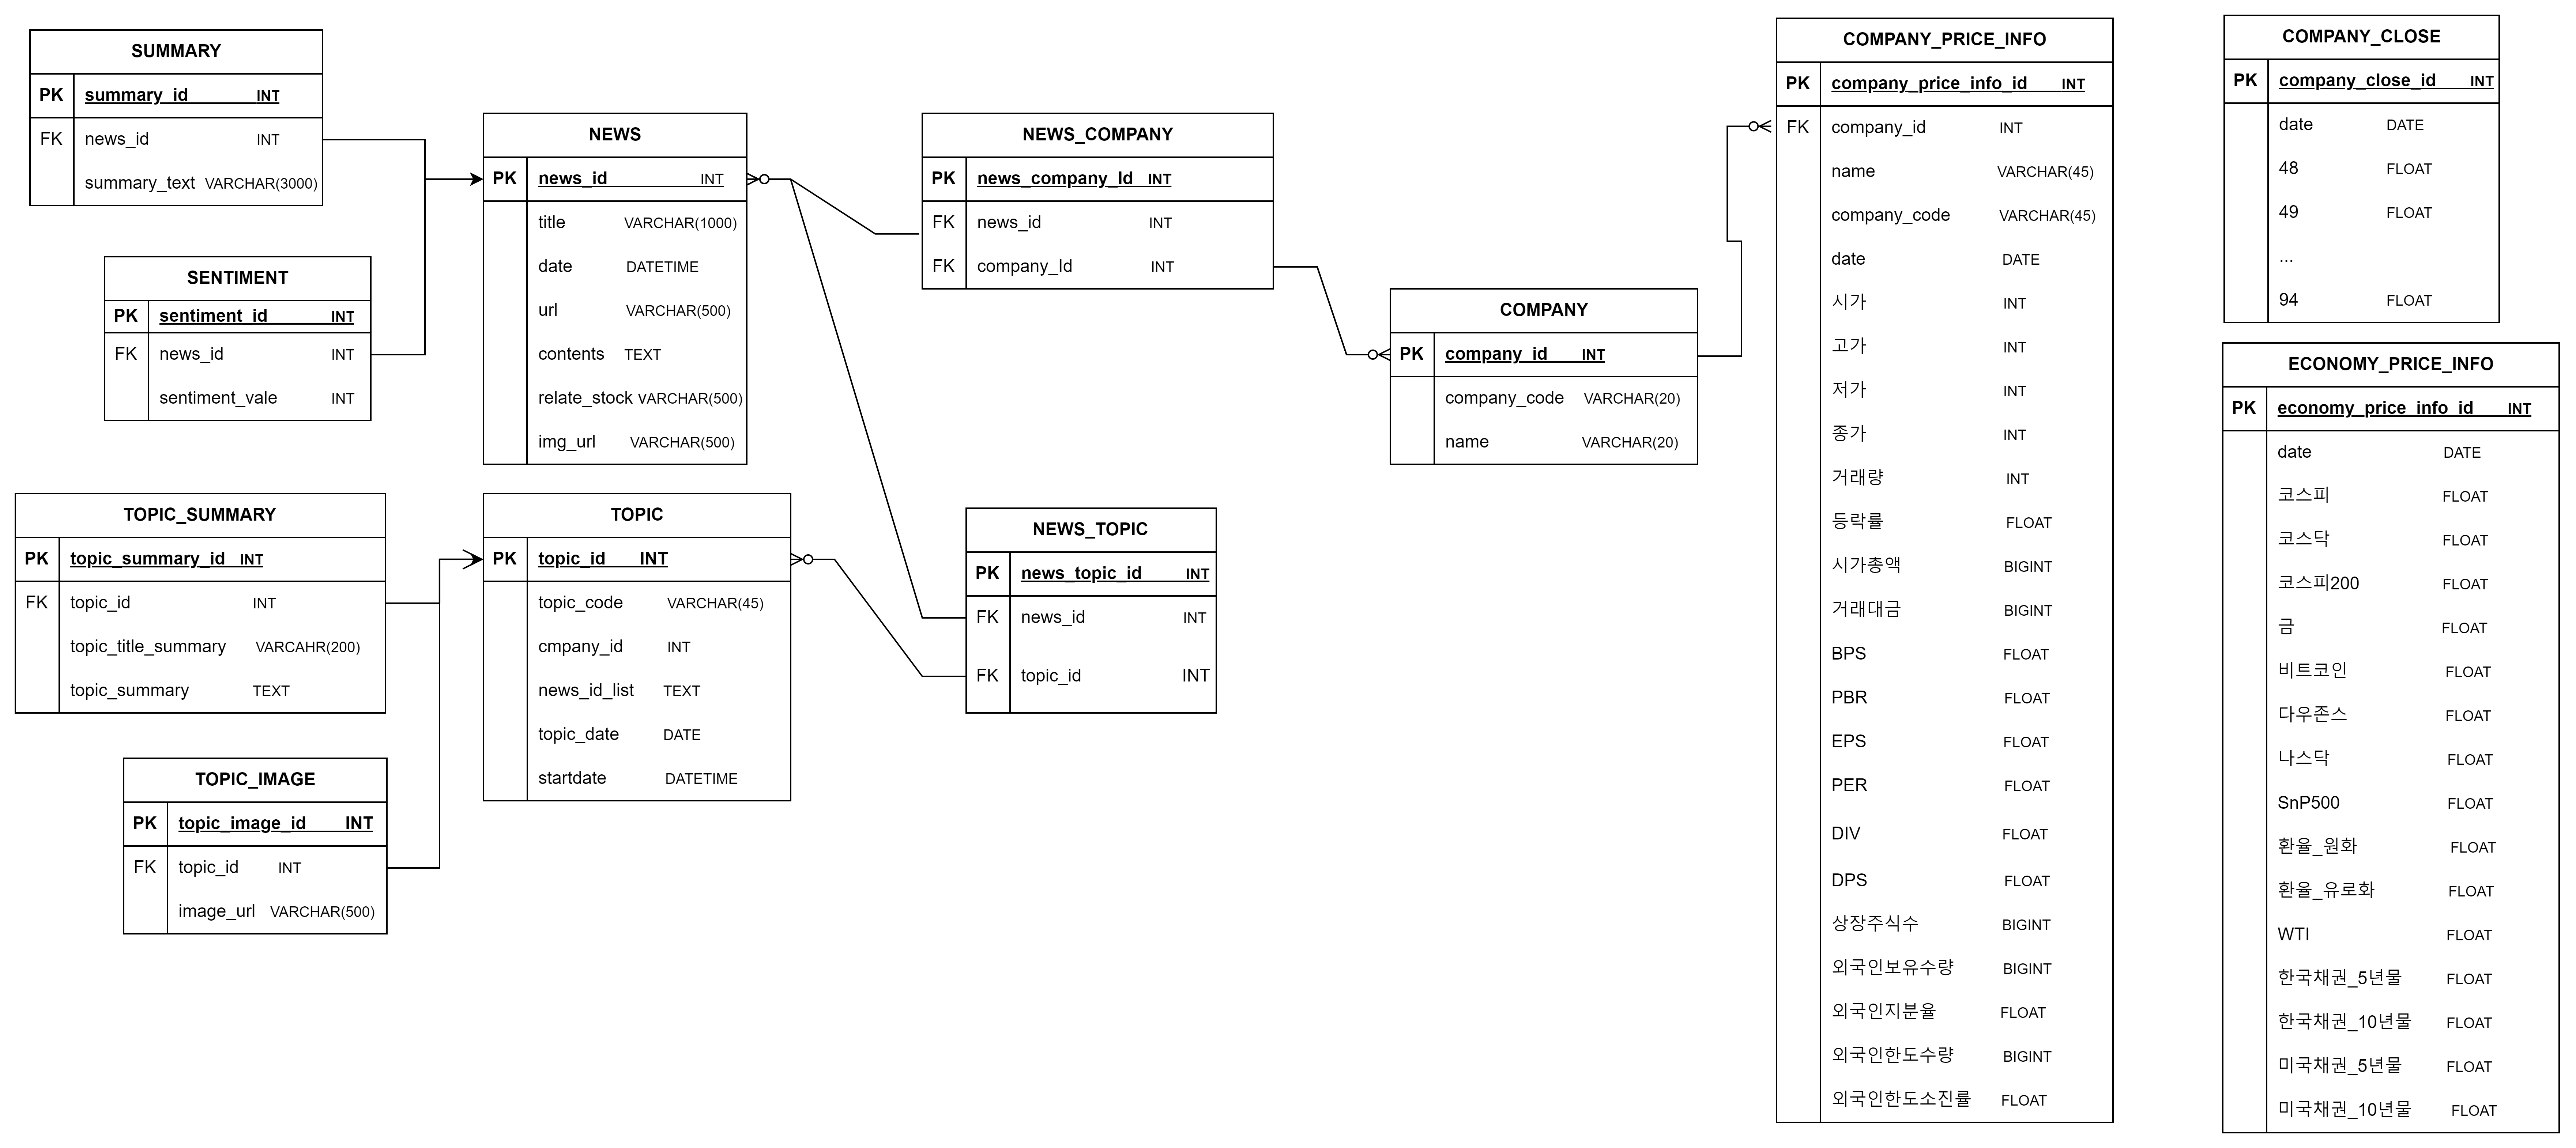 SUMMARY
PK summary_id INT
FK news_id INT
summary_text VARCHAR(3000)
SENTIMENT
PK sentiment_id INT
FK news_id INT
sentiment_vale INT
TOPIC_SUMMARY
PK topic_summary_id INT
FK topic_id INT
topic_title_summary VARCAHR(200)
topic_summary TEXT
TOPIC_IMAGE
PK topic_image_id INT
FK topic_id INT
image_url VARCHAR(500)
NEWS
PK news_id INT
title VARCHAR(1000)
date DATETIME
url VARCHAR(500)
contents TEXT
relate_stock vARCHAR(500)
img_url VARCHAR(500)
TOPIC
PK topic_id INT
topic_code VARCHAR(45)
cmpany_id INT
news_id_list TEXT
topic_date DATE
startdate DATETIME
NEWS_COMPANY
PK news_company_Id INT
FK news_id INT
FK company_Id INT
NEWS_TOPIC
PK news_topic_id INT
FK news_id INT
FK topic_id INT
COMPANY
PK company_id INT
company_code VARCHAR(20)
name VARCHAR(20)
COMPANY_PRICE_INFO
PK company_price_info_id INT
FK company_id INT
name VARCHAR(45)
company_code VARCHAR(45)
date DATE
시가 INT
고가 INT
저가 INT
종가 INT
거래량 INT
등락률 FLOAT
시가총액 BIGINT
거래대금 BIGINT
BPS FLOAT
PBR FLOAT
EPS FLOAT
PER FLOAT
DIV FLOAT
DPS FLOAT
상장주식수 BIGINT
외국인보유수량 BIGINT
외국인지분율 FLOAT
외국인한도수량 BIGINT
외국인한도소진률 FLOAT
COMPANY_CLOSE
PK company_close_id INT
date DATE
48 FLOAT
49 FLOAT
...
94 FLOAT
ECONOMY_PRICE_INFO
PK economy_price_info_id INT
date DATE
코스피 FLOAT
코스닥 FLOAT
코스피200 FLOAT
금 FLOAT
비트코인 FLOAT
다우존스 FLOAT
나스닥 FLOAT
SnP500 FLOAT
환율_원화 FLOAT
환율_유로화 FLOAT
WTI FLOAT
한국채권_5년물 FLOAT
한국채권_10년물 FLOAT
미국채권_5년물 FLOAT
미국채권_10년물 FLOAT